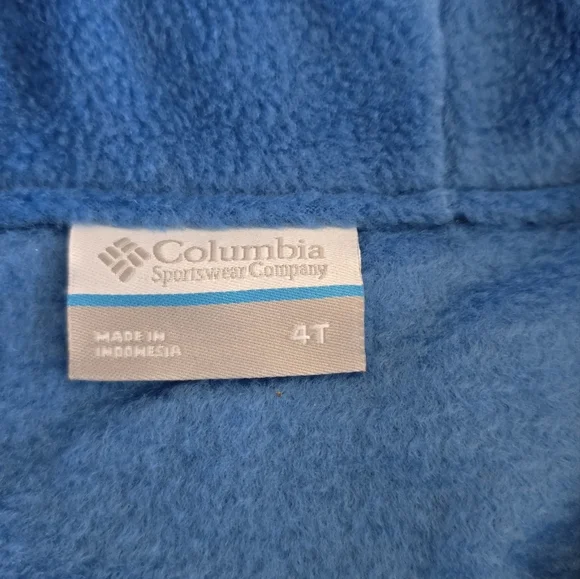 Columbia
Sportswear Company
MADE IN
INDONESIA
4T